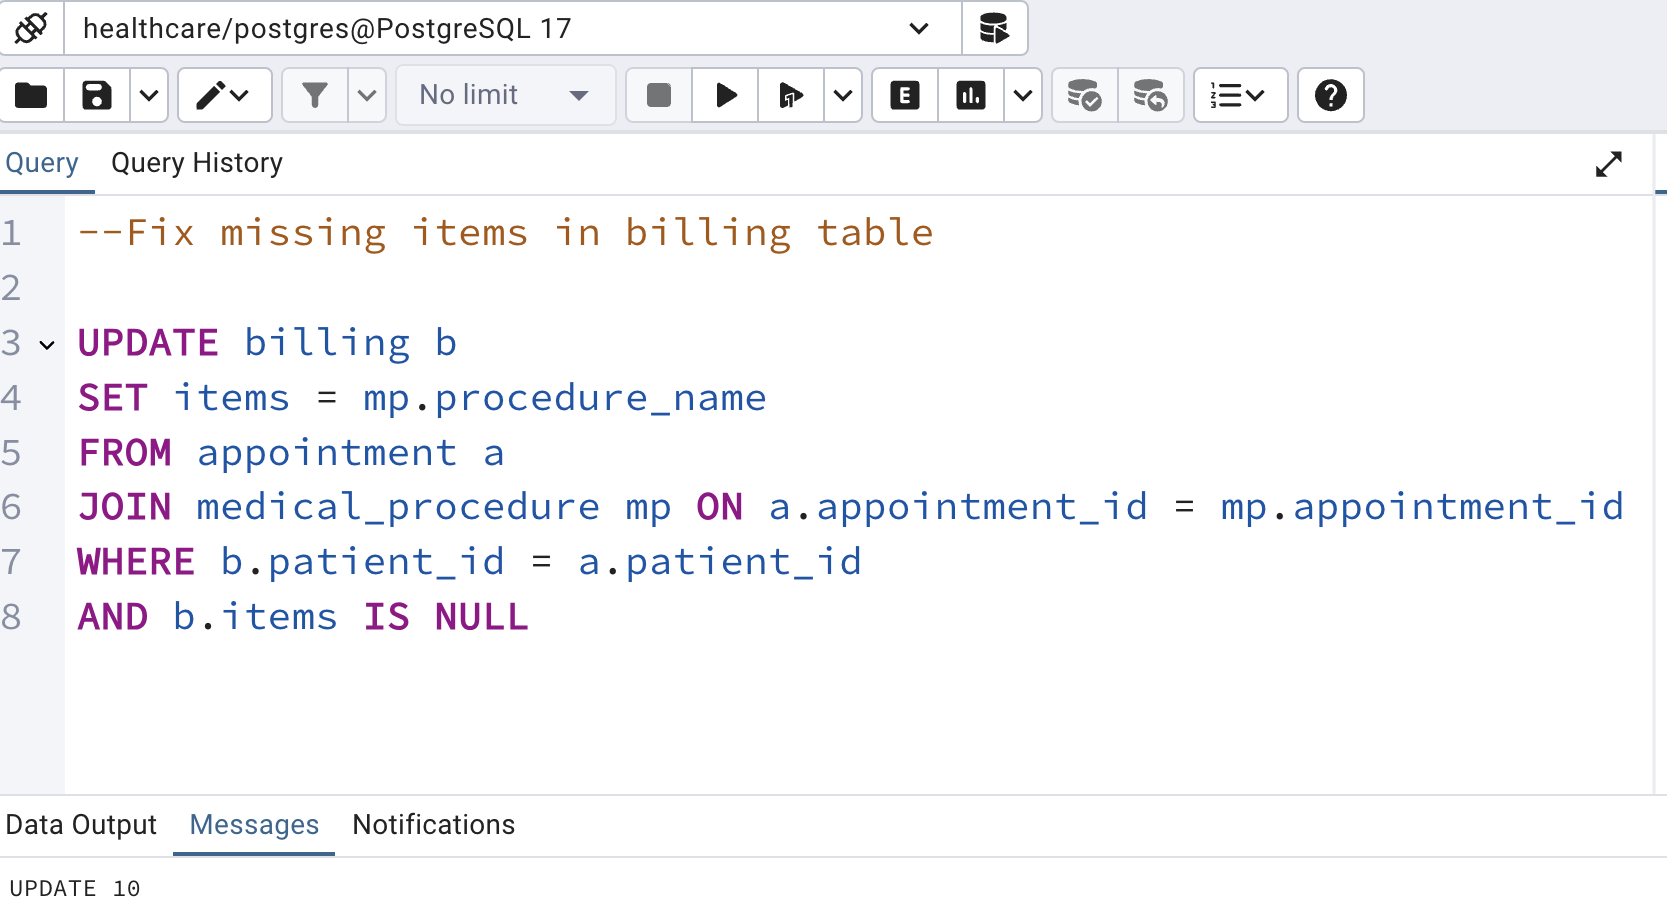 healthcare/postgres@PostgreSQL 17
No limit
E
Query Query History
1 --Fix missing items in billing table
2
3 UPDATE billing b
4 SET items = mp.procedure_name
5 FROM appointment a
6 JOIN medical_procedure mp ON a.appointment_id = mp.appointment_id
7 WHERE b.patient_id = a.patient_id
8 AND b.items IS NULL
Data Output Messages Notifications
UPDATE 10